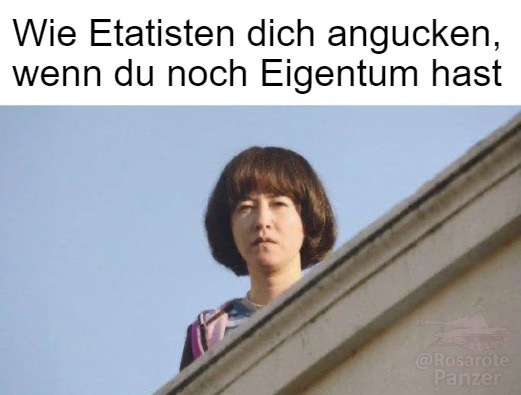 Wie Etatisten dich angucken,
wenn du noch Eigentum hast
@Rosarote
Panzer